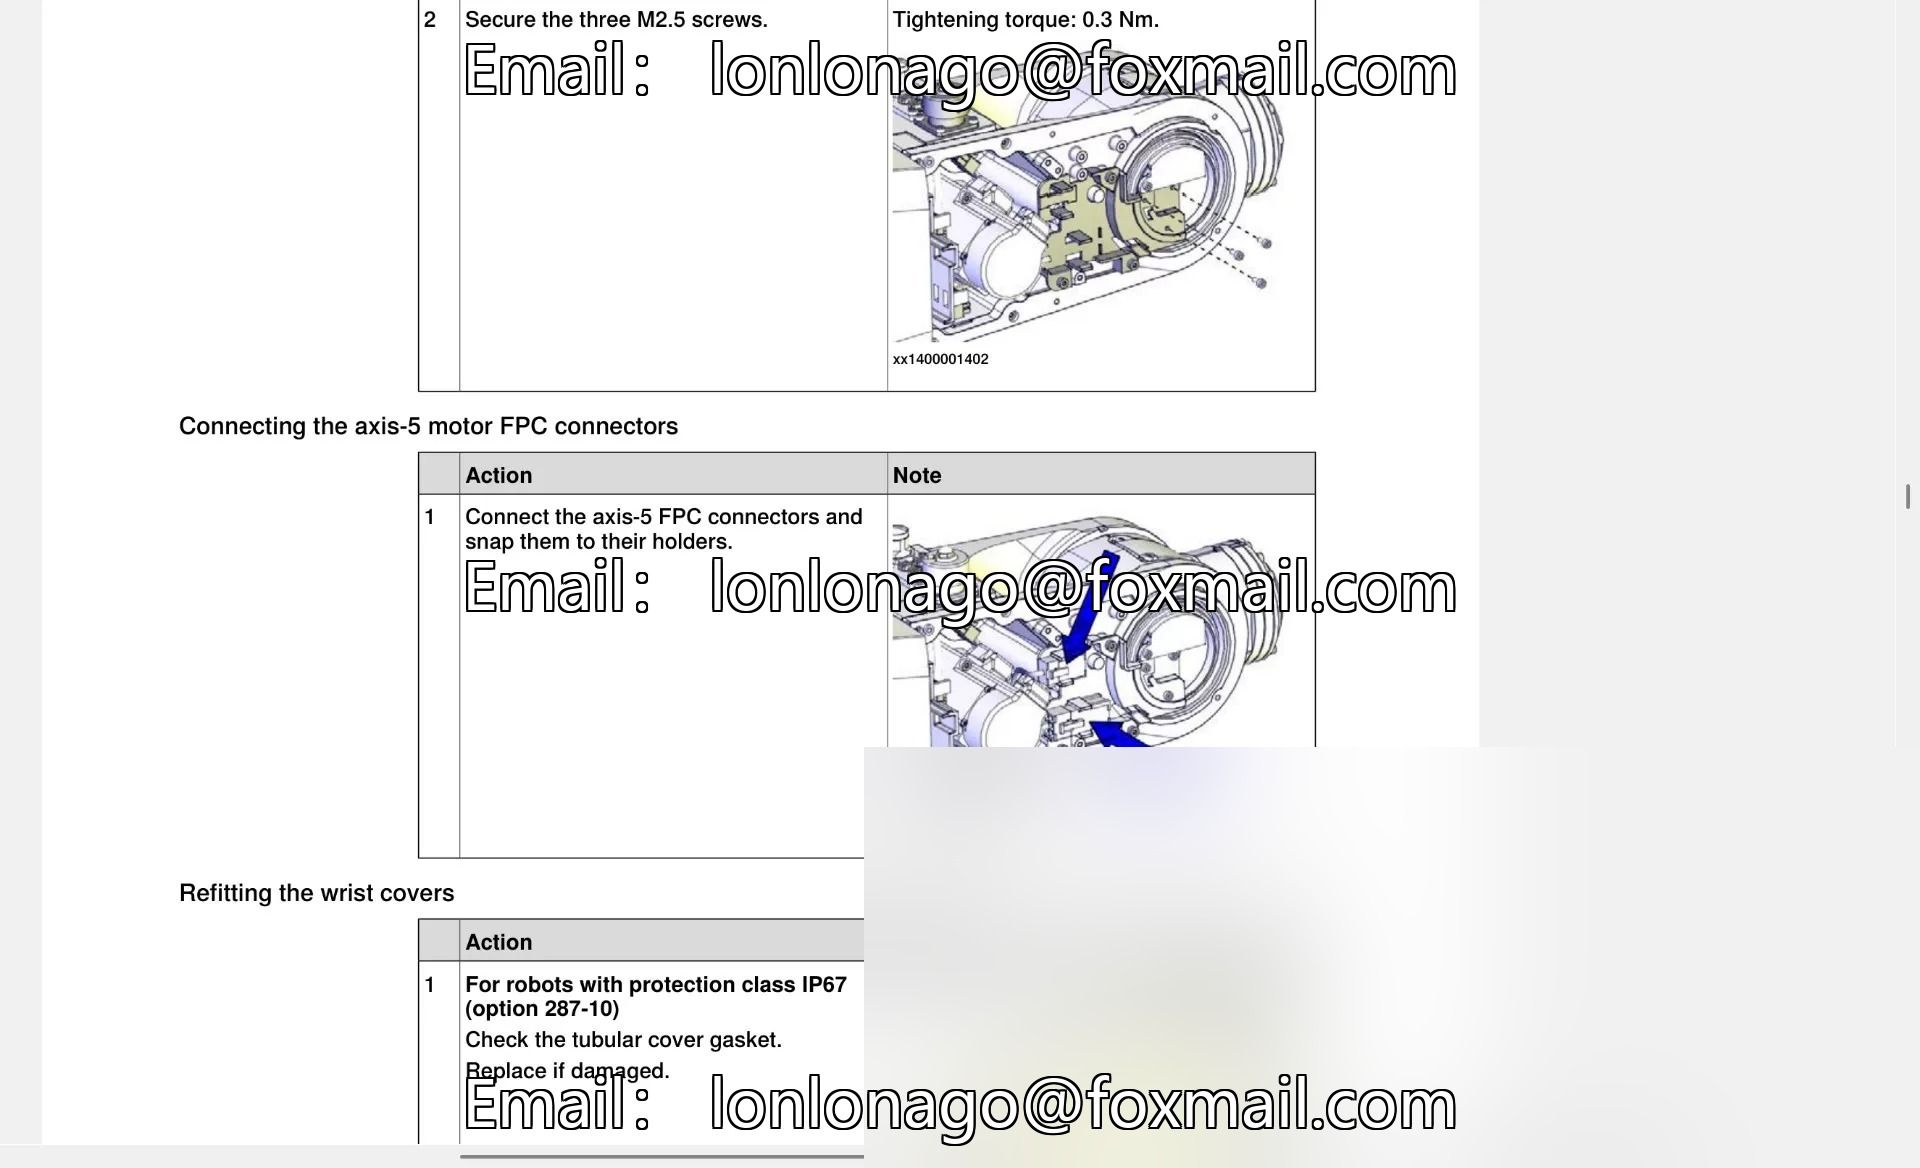 2 Secure the three M2.5 screws. Tightening torque: 0.3 Nm.
Email: lonlonago@foxmail.com
xx1400001402
Connecting the axis-5 motor FPC connectors
Action Note
1 Connect the axis-5 FPC connectors and
snap them to their holders.
Email: lonlonago@foxmail.com
Refitting the wrist covers
Action
1 For robots with protection class IP67
(option 287-10)
Check the tubular cover gasket.
Replace if damaged.
Email: lonlonago@foxmail.com